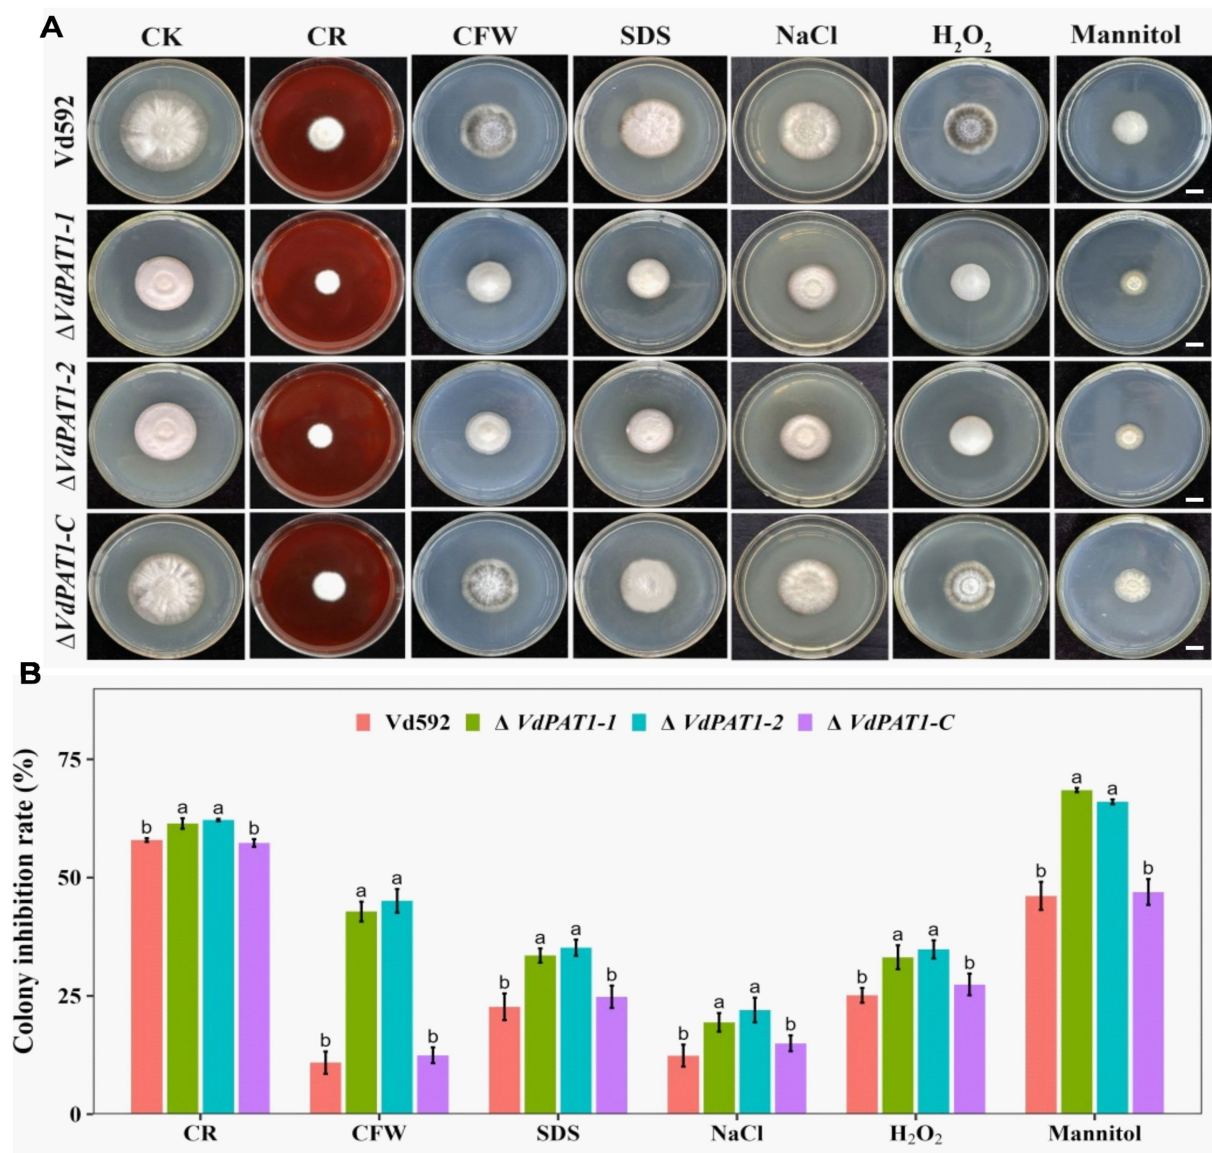 A
CK CR CFW SDS NaCl H₂O₂ Mannitol
Vd592
ΔVdPAT1-1
ΔVdPAT1-2
ΔVdPAT1-C
B
Vd592 Δ VdPAT1-1 Δ VdPAT1-2 Δ VdPAT1-C
Colony inhibition rate (%)
75
50
25
0
b a a b
b a a b
b a a b
b a a b
b a a b
b a a b
CR CFW SDS NaCl H₂O₂ Mannitol